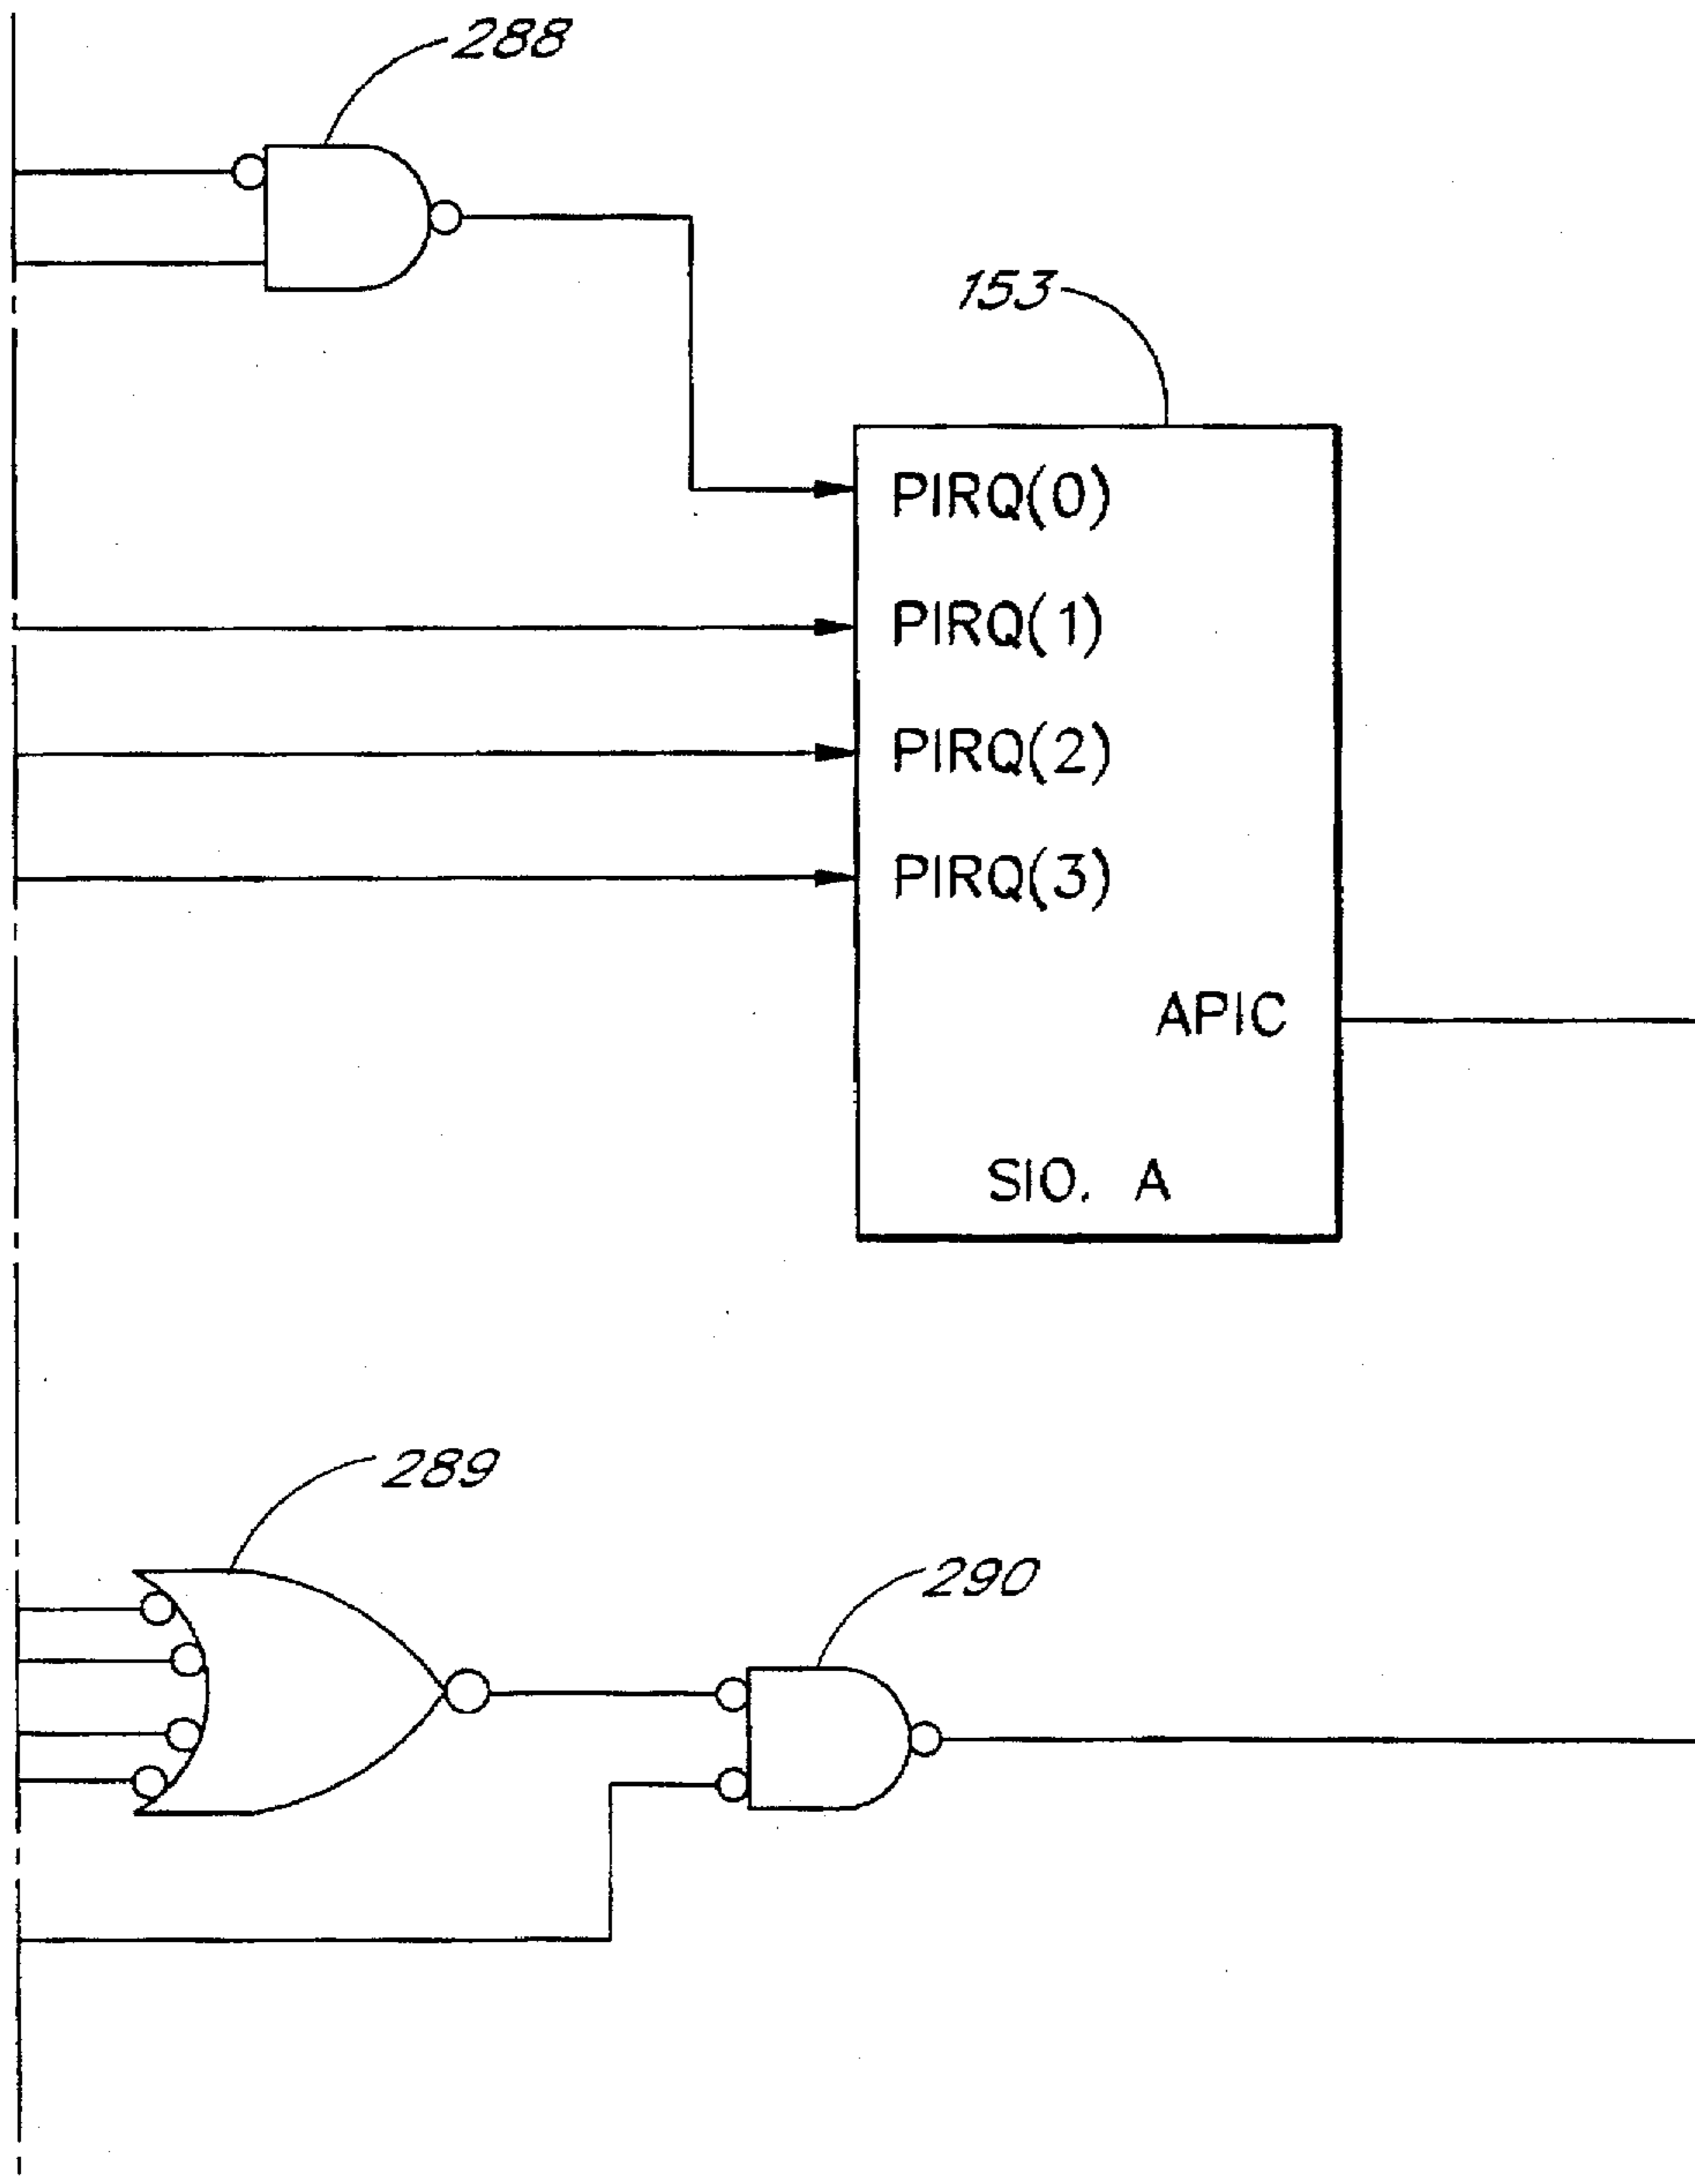 288
153
PIRQ(0)
PIRQ(1)
PIRQ(2)
PIRQ(3)
APIC
SIO. A
289
290